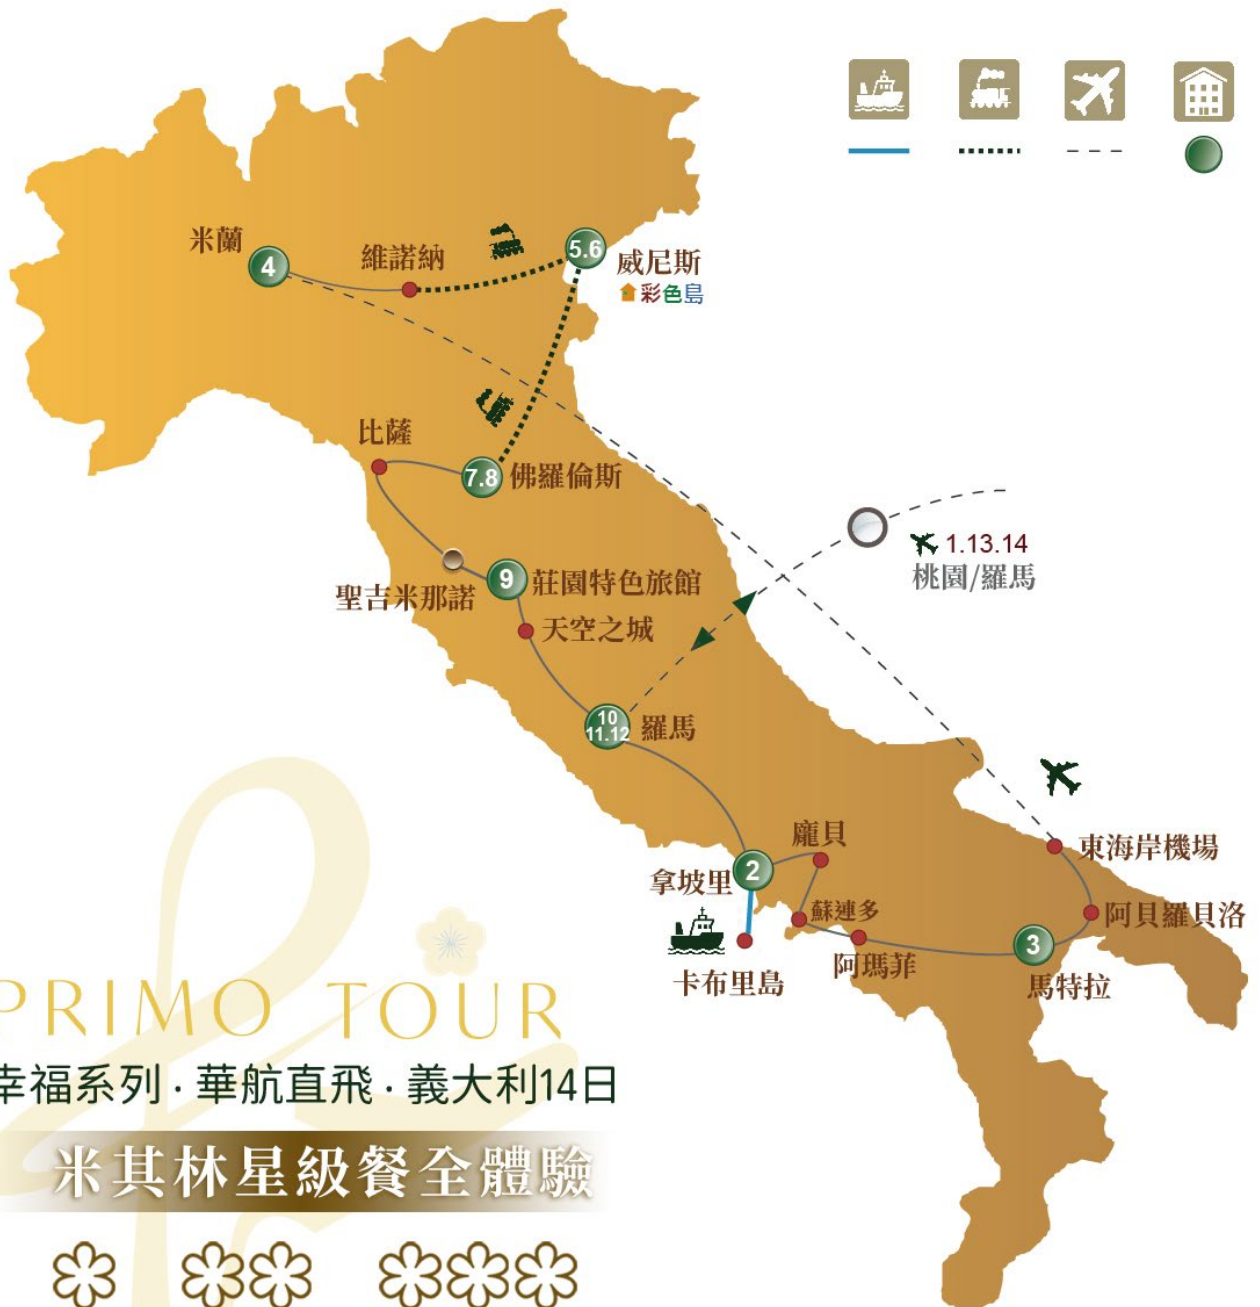 米蘭
4
維諾納
5.6
威尼斯
彩色島
比薩
7.8
佛羅倫斯
1.13.14
桃園/羅馬
聖吉米那諾
9
莊園特色旅館
天空之城
10
11.12
羅馬
龐貝
拿坡里
2
東海岸機場
蘇連多
阿貝羅貝洛
卡布里島
阿瑪菲
3
馬特拉
PRIMO TOUR
幸福系列·華航直飛·義大利14日
米其林星級餐全體驗